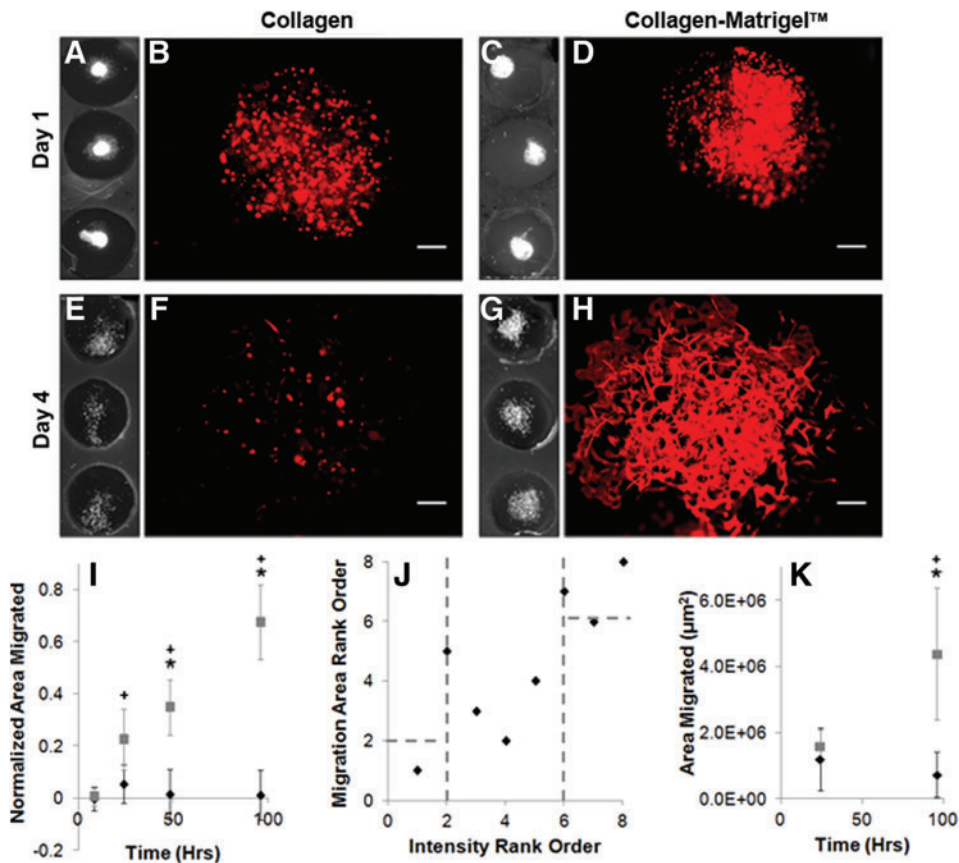 Collagen
Collagen-Matrigel™
Day 1
A
B
C
D
Day 4
E
F
G
H
I
Normalized Area Migrated
0.8
0.6
0.4
0.2
0
-0.2
0
50
100
Time (Hrs)
+
+
*
+
*
J
Migration Area Rank Order
8
6
4
2
0
0
2
4
6
8
Intensity Rank Order
K
Area Migrated (µm²)
6.0E+06
4.0E+06
2.0E+06
0.0E+00
0
50
100
Time (Hrs)
+
*